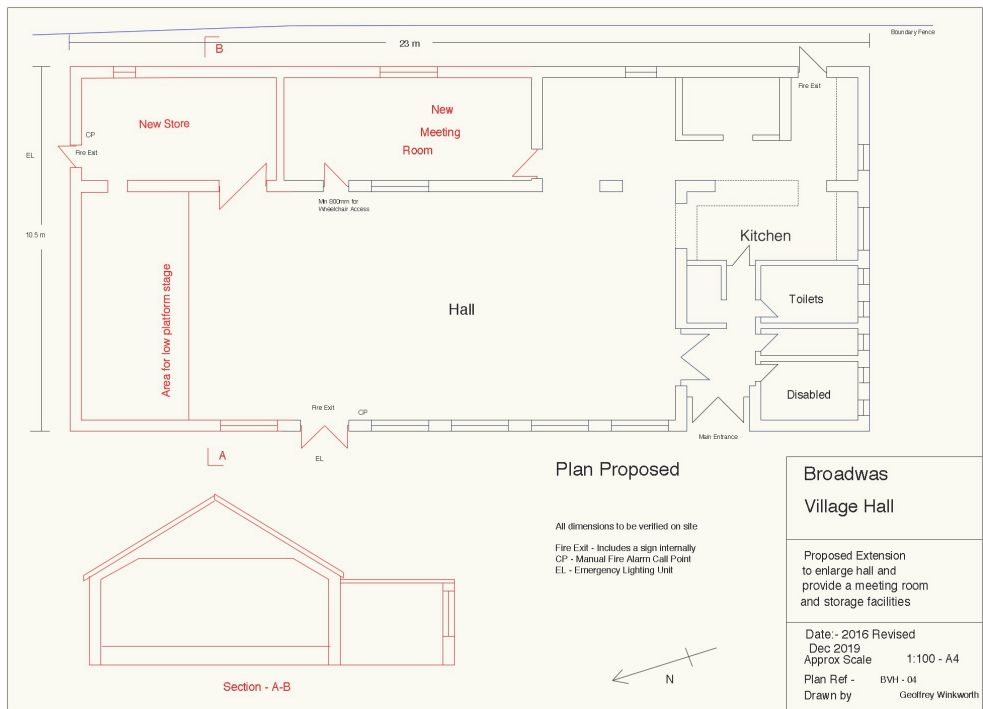 Boundary Fence
23 m
B
Fire Exit
New Store
New
Meeting
Room
CP
Fire Exit
EL
Min 800mm for
Wheelchair Access
10.5 m
Kitchen
Area for low platform stage
Hall
Toilets
Disabled
Fire Exit
CP
Main Entrance
EL
A
Plan Proposed
All dimensions to be verified on site
Fire Exit - Includes a sign internally
CP - Manual Fire Alarm Call Point
EL - Emergency Lighting Unit
Section - A-B
N
Broadwas
Village Hall
Proposed Extension
to enlarge hall and
provide a meeting room
and storage facilities
Date:- 2016 Revised
Dec 2019
Approx Scale 1:100 - A4
Plan Ref - BVH - 04
Drawn by Geoffrey Winkworth